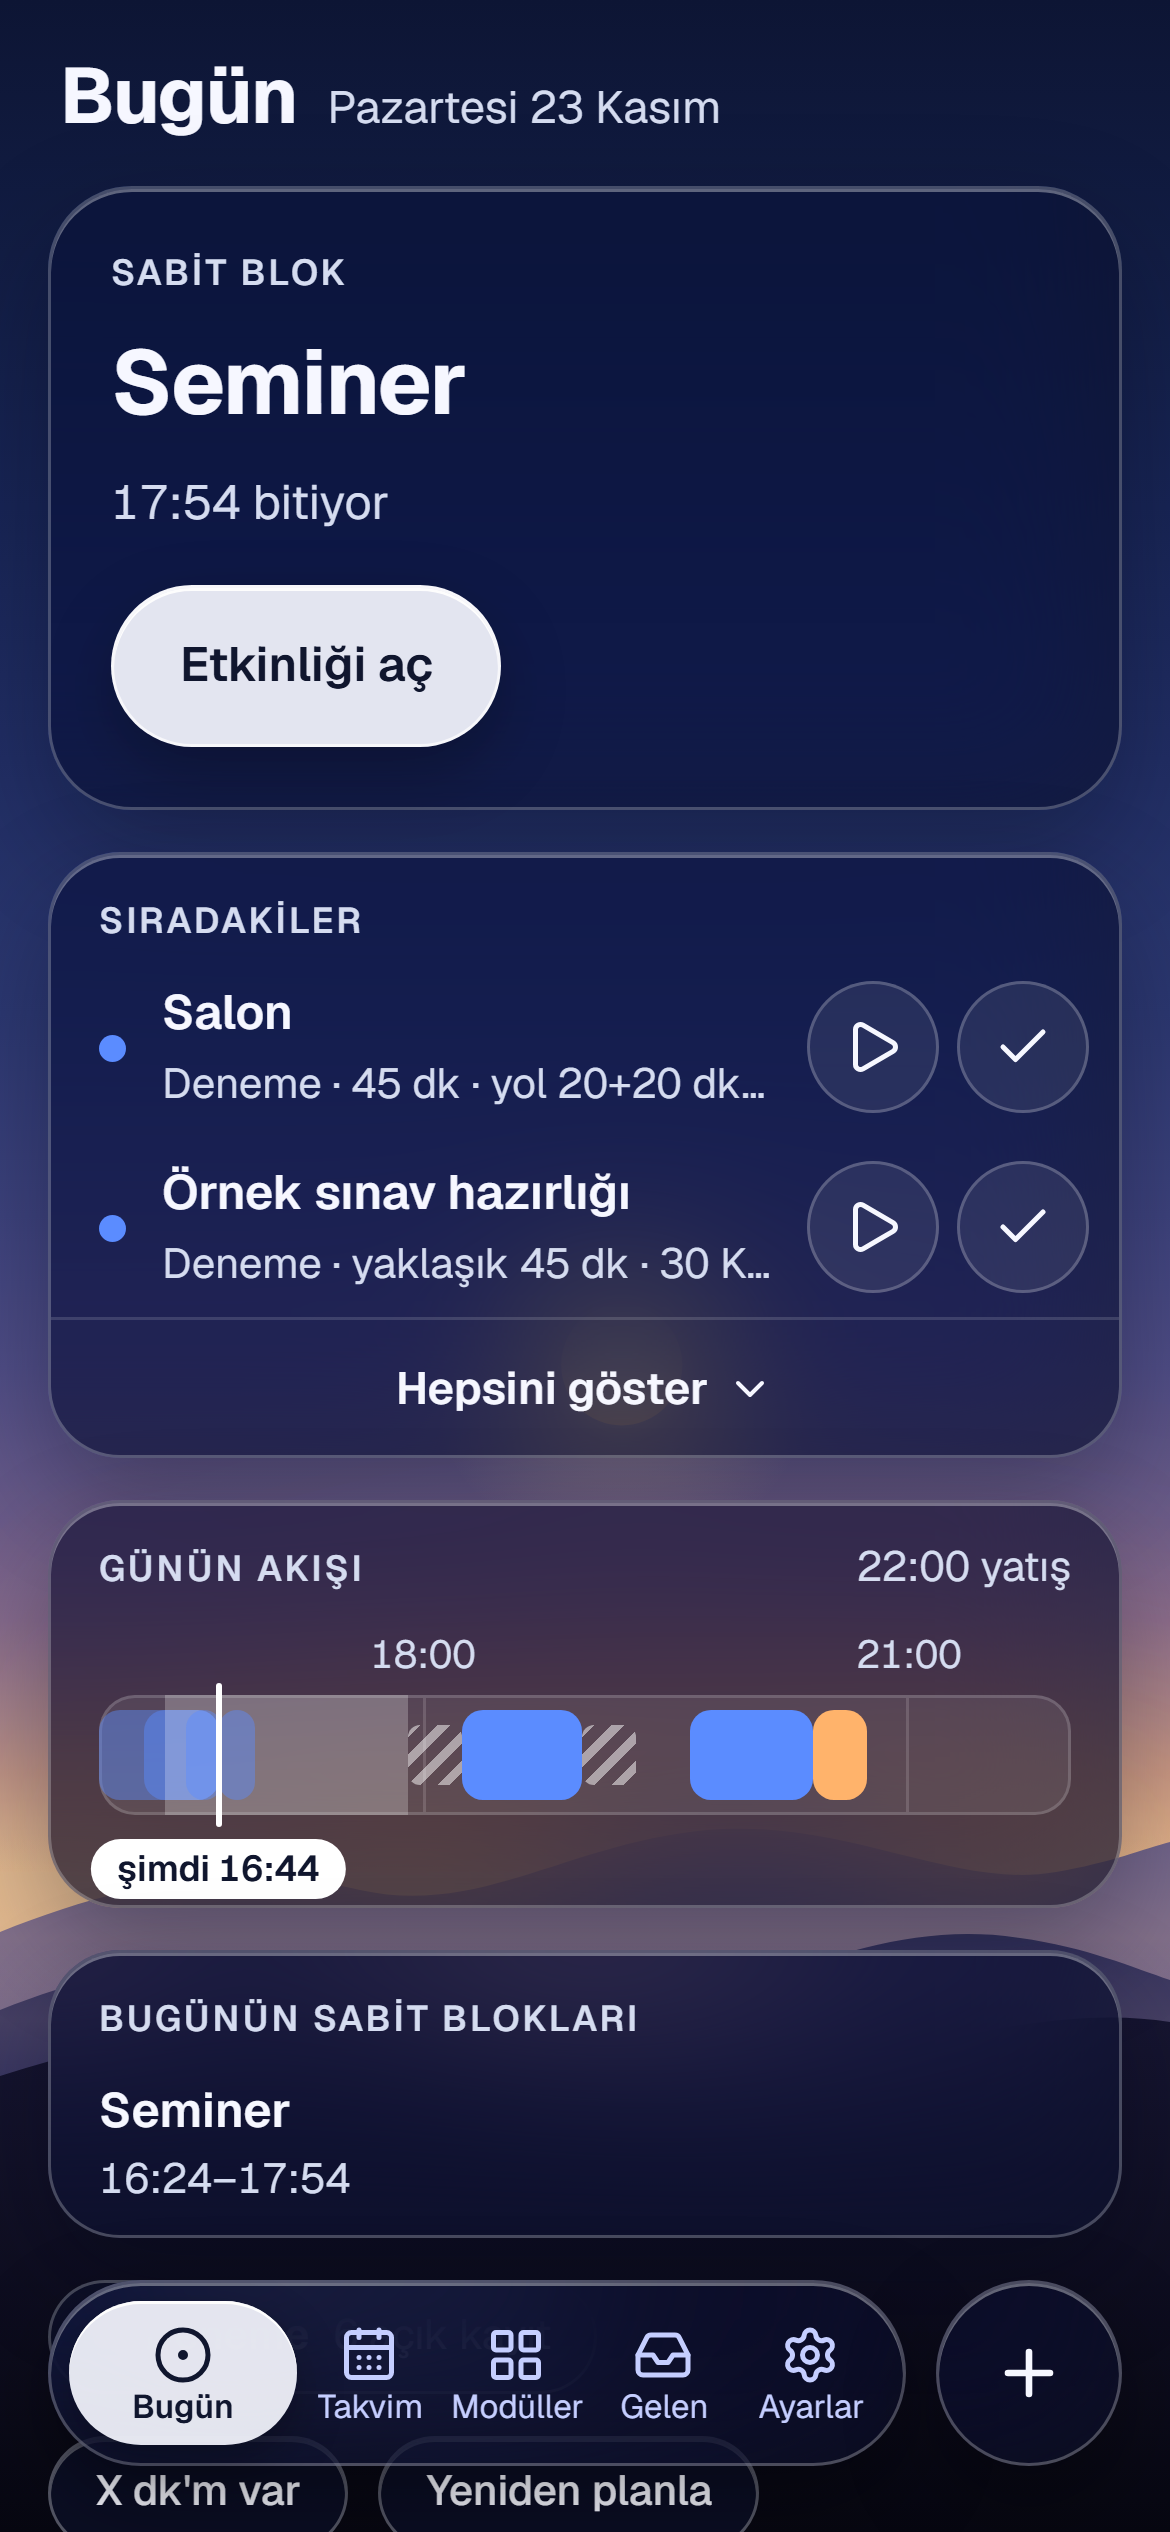 Bugün Pazartesi 23 Kasım
SABİT BLOK
Seminer
17:54 bitiyor
Etkinliği aç
SIRADAKİLER
Salon
Deneme · 45 dk · yol 20+20 dk...
Örnek sınav hazırlığı
Deneme · yaklaşık 45 dk · 30 K...
Hepsini göster
GÜNÜN AKIŞI 22:00 yatış
18:00 21:00
şimdi 16:44
BUGÜNÜN SABİT BLOKLARI
Seminer
16:24–17:54
Bugün Takvim Modüller Gelen Ayarlar
X dk'm var Yeniden planla